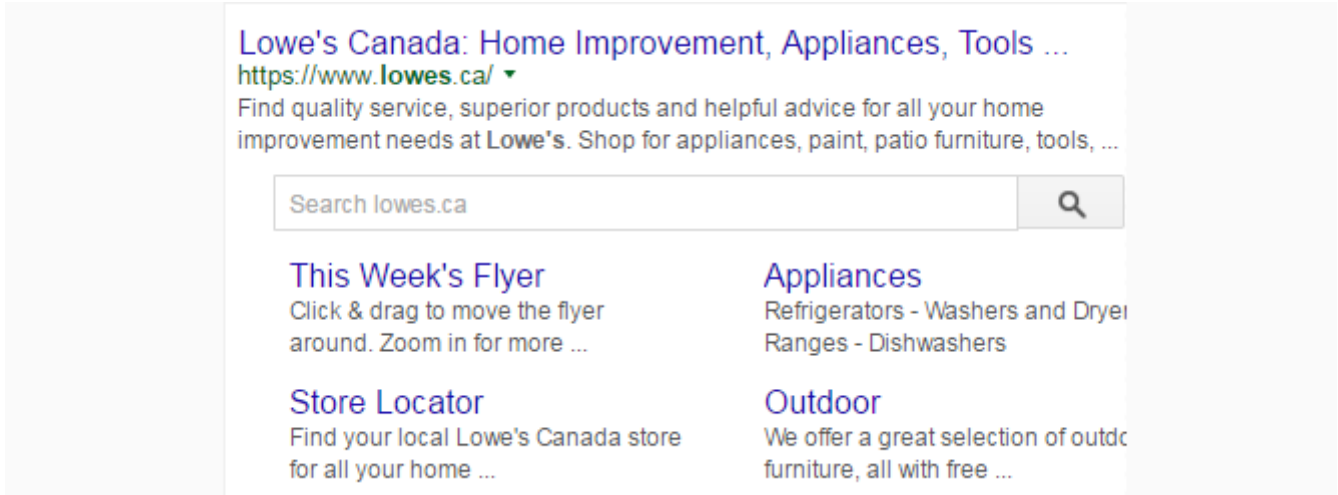 Lowe's Canada: Home Improvement, Appliances, Tools ...
https://www.lowes.ca/
Find quality service, superior products and helpful advice for all your home
improvement needs at Lowe's. Shop for appliances, paint, patio furniture, tools, ...
Search lowes.ca
This Week's Flyer
Click & drag to move the flyer
around. Zoom in for more ...
Appliances
Refrigerators - Washers and Dryer
Ranges - Dishwashers
Store Locator
Find your local Lowe's Canada store
for all your home ...
Outdoor
We offer a great selection of outdo
furniture, all with free ...